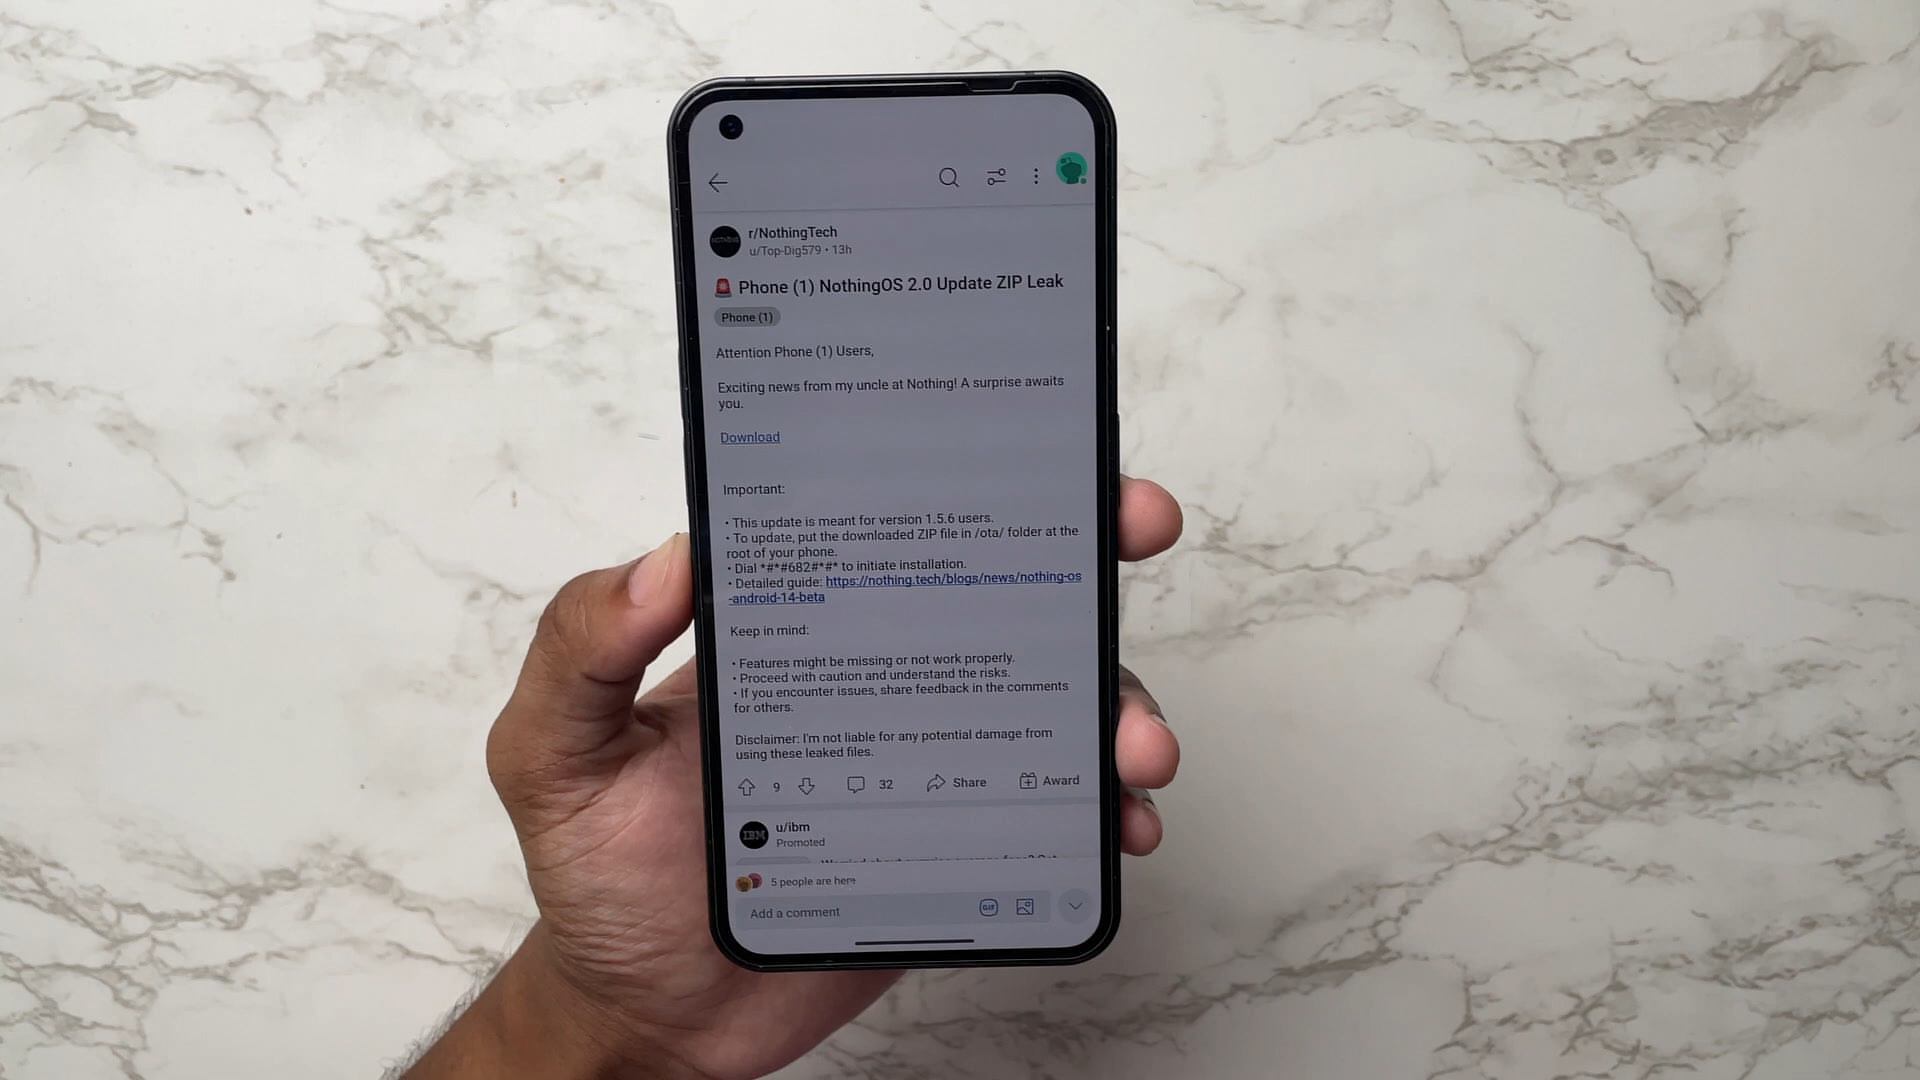 r/NothingTech
u/Top-Dig579 • 13h
🚨 Phone (1) NothingOS 2.0 Update ZIP Leak
Phone (1)
Attention Phone (1) Users,
Exciting news from my uncle at Nothing! A surprise awaits
you.
Download
Important:
• This update is meant for version 1.5.6 users.
• To update, put the downloaded ZIP file in /ota/ folder at the
root of your phone.
• Dial *#*#682#*#* to initiate installation.
• Detailed guide: https://nothing.tech/blogs/news/nothing-os
-android-14-beta
Keep in mind:
• Features might be missing or not work properly.
• Proceed with caution and understand the risks.
• If you encounter issues, share feedback in the comments
for others.
Disclaimer: I'm not liable for any potential damage from
using these leaked files.
9 32 Share Award
IBM
u/ibm
Promoted
5 people are here
Add a comment GIF